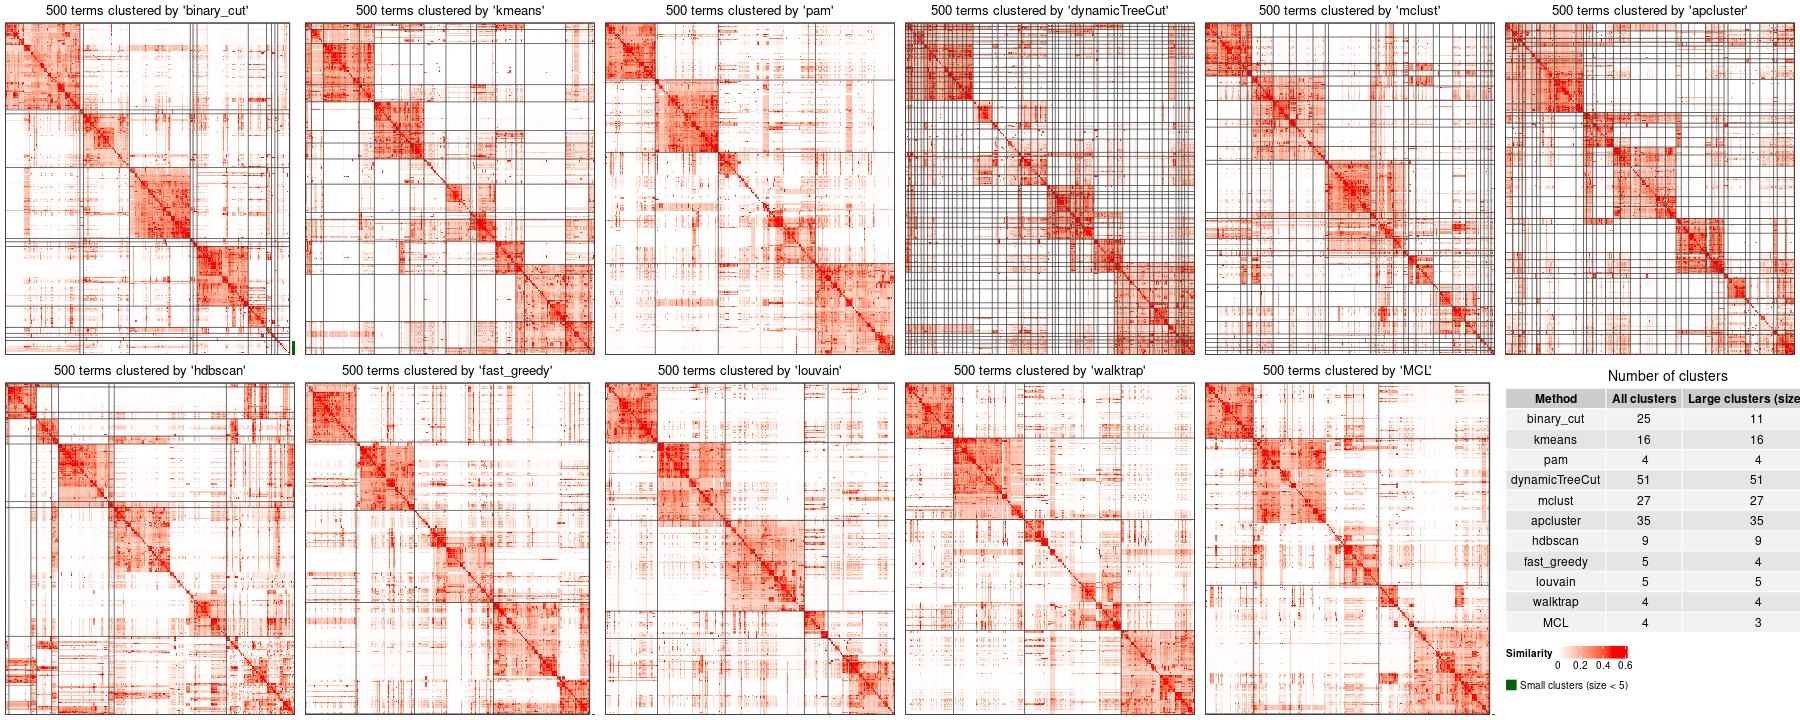 500 terms clustered by 'binary_cut'
500 terms clustered by 'kmeans'
500 terms clustered by 'pam'
500 terms clustered by 'dynamicTreeCut'
500 terms clustered by 'mclust'
500 terms clustered by 'apcluster'
500 terms clustered by 'hdbscan'
500 terms clustered by 'fast_greedy'
500 terms clustered by 'louvain'
500 terms clustered by 'walktrap'
500 terms clustered by 'MCL'
Number of clusters
Method All clusters Large clusters (size
binary_cut 25 11
kmeans 16 16
pam 4 4
dynamicTreeCut 51 51
mclust 27 27
apcluster 35 35
hdbscan 9 9
fast_greedy 5 4
louvain 5 5
walktrap 4 4
MCL 4 3
Similarity
0 0.2 0.4 0.6
Small clusters (size < 5)